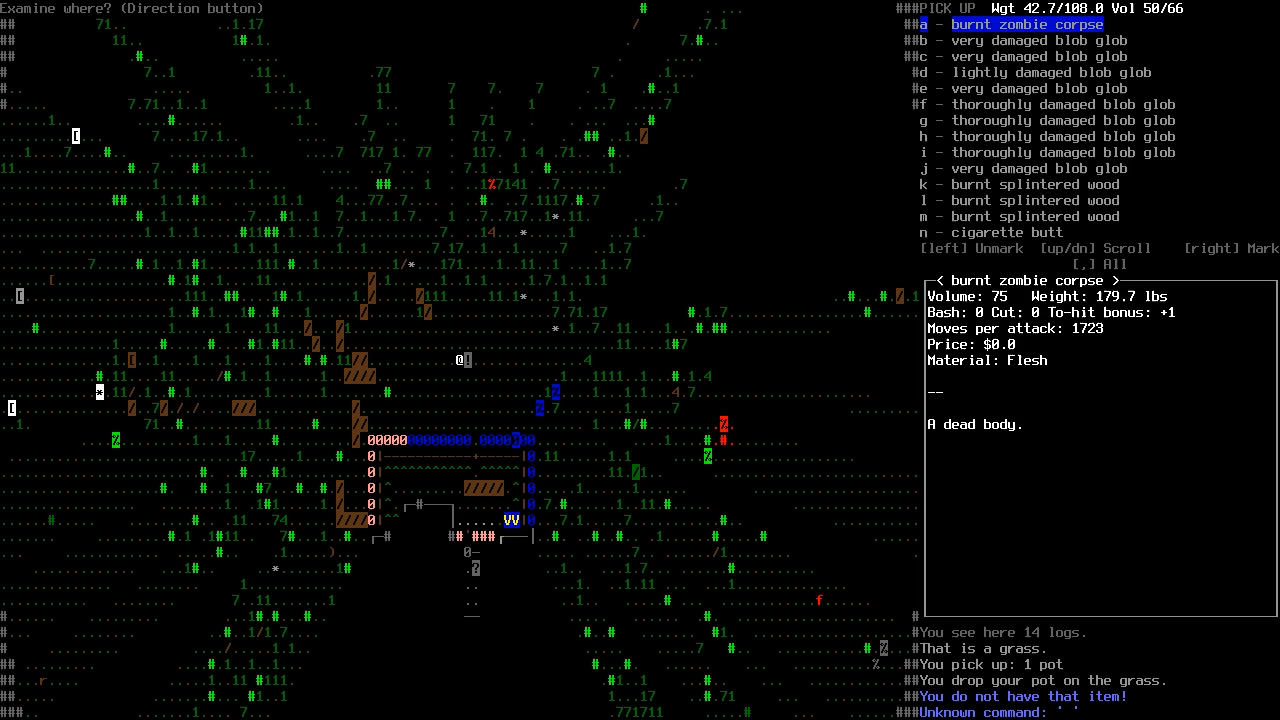 Examine where? (Direction button)
PICK UP  Wgt 42.7/108.0 Vol 50/66
a - burnt zombie corpse
b - very damaged blob glob
c - very damaged blob glob
d - lightly damaged blob glob
e - very damaged blob glob
f - thoroughly damaged blob glob
g - thoroughly damaged blob glob
h - thoroughly damaged blob glob
i - thoroughly damaged blob glob
j - very damaged blob glob
k - burnt splintered wood
l - burnt splintered wood
m - burnt splintered wood
n - cigarette butt
[left] Unmark  [up/dn] Scroll    [right] Mark
[,] All
< burnt zombie corpse >
Volume: 75   Weight: 179.7 lbs
Bash: 0 Cut: 0 To-hit bonus: +1
Moves per attack: 1723
Price: $0.0
Material: Flesh
--
A dead body.
You see here 14 logs.
That is a grass.
You pick up: 1 pot
You drop your pot on the grass.
You do not have that item!
Unknown command: ' '